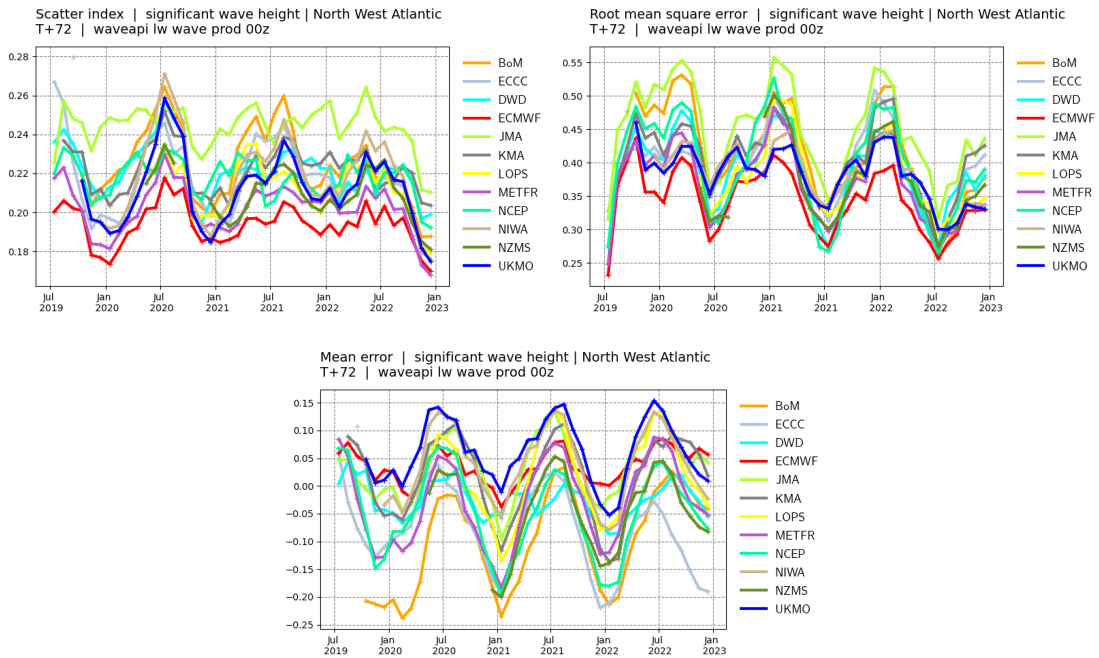 Scatter index | significant wave height | North West Atlantic
T+72 | waveapi lw wave prod 00z
0.28
0.26
0.24
0.22
0.20
0.18
Jul
2019
Jan
2020
Jul
2020
Jan
2021
Jul
2021
Jan
2022
Jul
2022
Jan
2023
BoM
ECCC
DWD
ECMWF
JMA
KMA
LOPS
METFR
NCEP
NIWA
NZMS
UKMO
Root mean square error | significant wave height | North West Atlantic
T+72 | waveapi lw wave prod 00z
0.55
0.50
0.45
0.40
0.35
0.30
0.25
Jul
2019
Jan
2020
Jul
2020
Jan
2021
Jul
2021
Jan
2022
Jul
2022
Jan
2023
BoM
ECCC
DWD
ECMWF
JMA
KMA
LOPS
METFR
NCEP
NIWA
NZMS
UKMO
Mean error | significant wave height | North West Atlantic
T+72 | waveapi lw wave prod 00z
0.15
0.10
0.05
0.00
−0.05
−0.10
−0.15
−0.20
−0.25
Jul
2019
Jan
2020
Jul
2020
Jan
2021
Jul
2021
Jan
2022
Jul
2022
Jan
2023
BoM
ECCC
DWD
ECMWF
JMA
KMA
LOPS
METFR
NCEP
NIWA
NZMS
UKMO